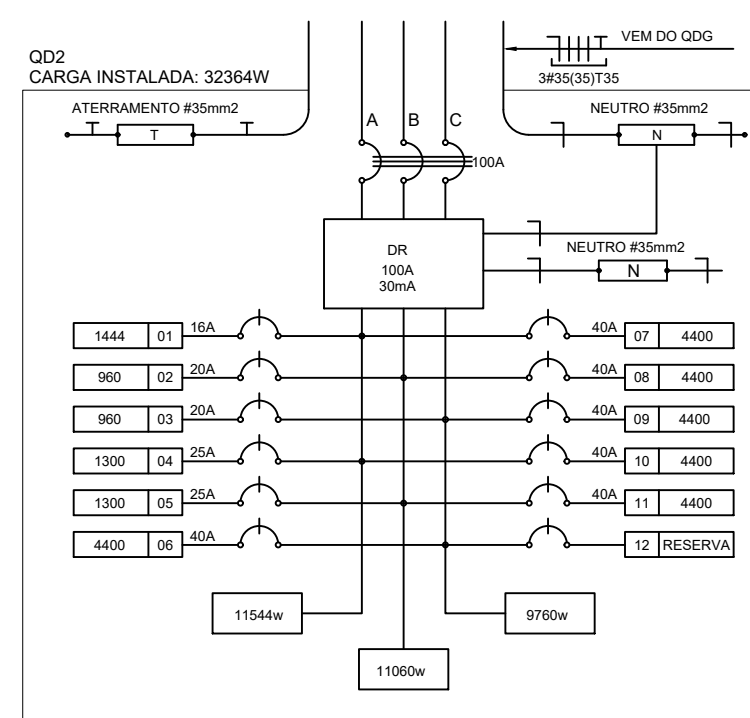 VEM DO QDG
3#35(35)T35
QD2
CARGA INSTALADA: 32364W
ATERRAMENTO #35mm2
T
NEUTRO #35mm2
N
A B C
100A
DR
100A
30mA
NEUTRO #35mm2
N
1444 01 16A 40A 07 4400
960 02 20A 40A 08 4400
960 03 20A 40A 09 4400
1300 04 25A 40A 10 4400
1300 05 25A 40A 11 4400
4400 06 40A 12 RESERVA
11544w
9760w
11060w